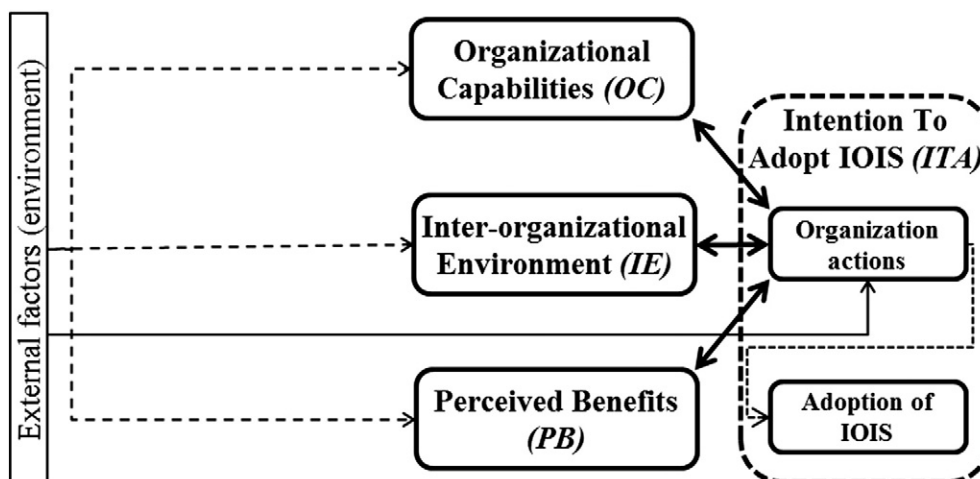 External factors (environment)
Organizational
Capabilities (OC)
Inter-organizational
Environment (IE)
Perceived Benefits
(PB)
Intention To
Adopt IOIS (ITA)
Organization
actions
Adoption of
IOIS